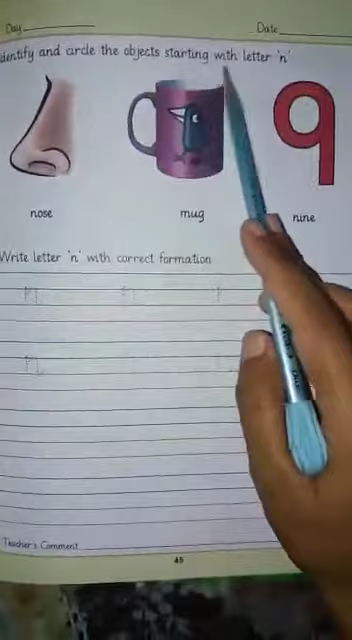 Day
Date
dentify and circle the objects starting with letter 'n'
9
nose
mug
nine
Write letter 'n' with correct formation
n n n
n
Teacher's Comment
45